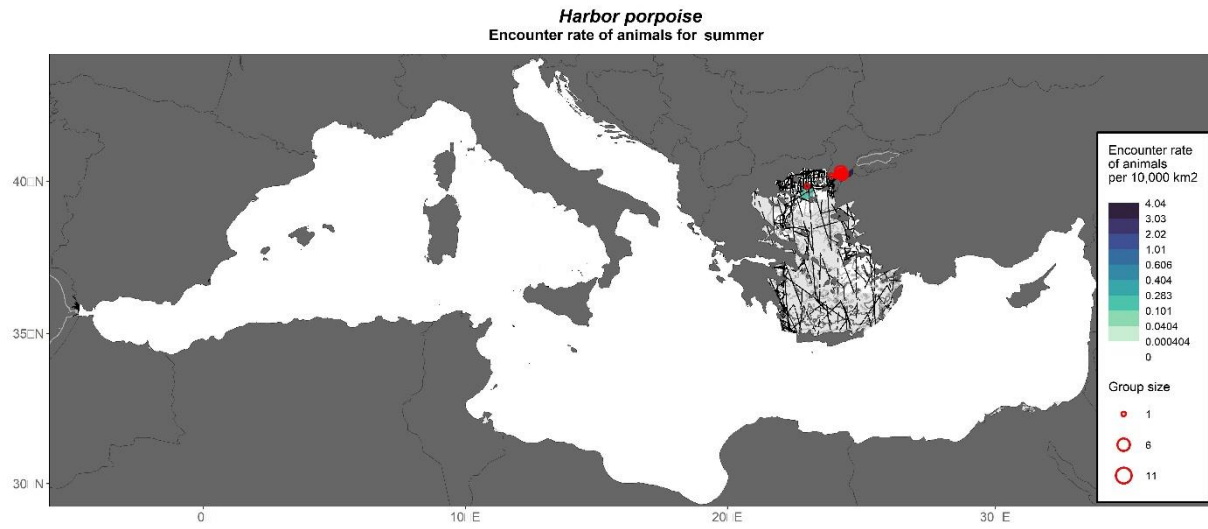 Harbor porpoise
Encounter rate of animals for summer
Encounter rate
of animals
per 10,000 km2
4.04
3.03
2.02
1.01
0.606
0.404
0.283
0.101
0.0404
0.000404
0
Group size
1
6
11
40□N
35□N
30□N
0
10□E
20□E
30□E